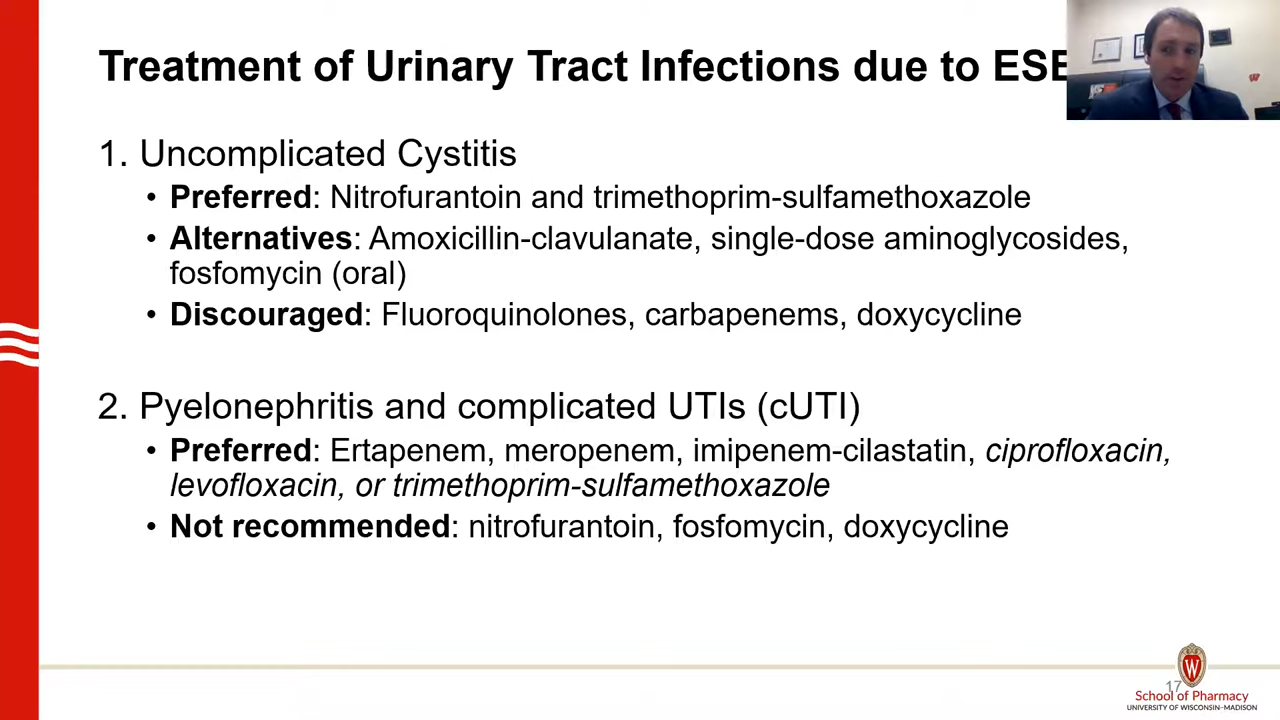 Treatment of Urinary Tract Infections due to
1. Uncomplicated Cystitis
• Preferred: Nitrofurantoin and trimethoprim-sulfamethoxazole
• Alternatives: Amoxicillin-clavulanate, single-dose aminoglycosides,
fosfomycin (oral)
• Discouraged: Fluoroquinolones, carbapenems, doxycycline
2. Pyelonephritis and complicated UTIs (cUTI)
• Preferred: Ertapenem, meropenem, imipenem-cilastatin, ciprofloxacin,
levofloxacin, or trimethoprim-sulfamethoxazole
• Not recommended: nitrofurantoin, fosfomycin, doxycycline
W
17
School of Pharmacy
UNIVERSITY OF WISCONSIN-MADISON